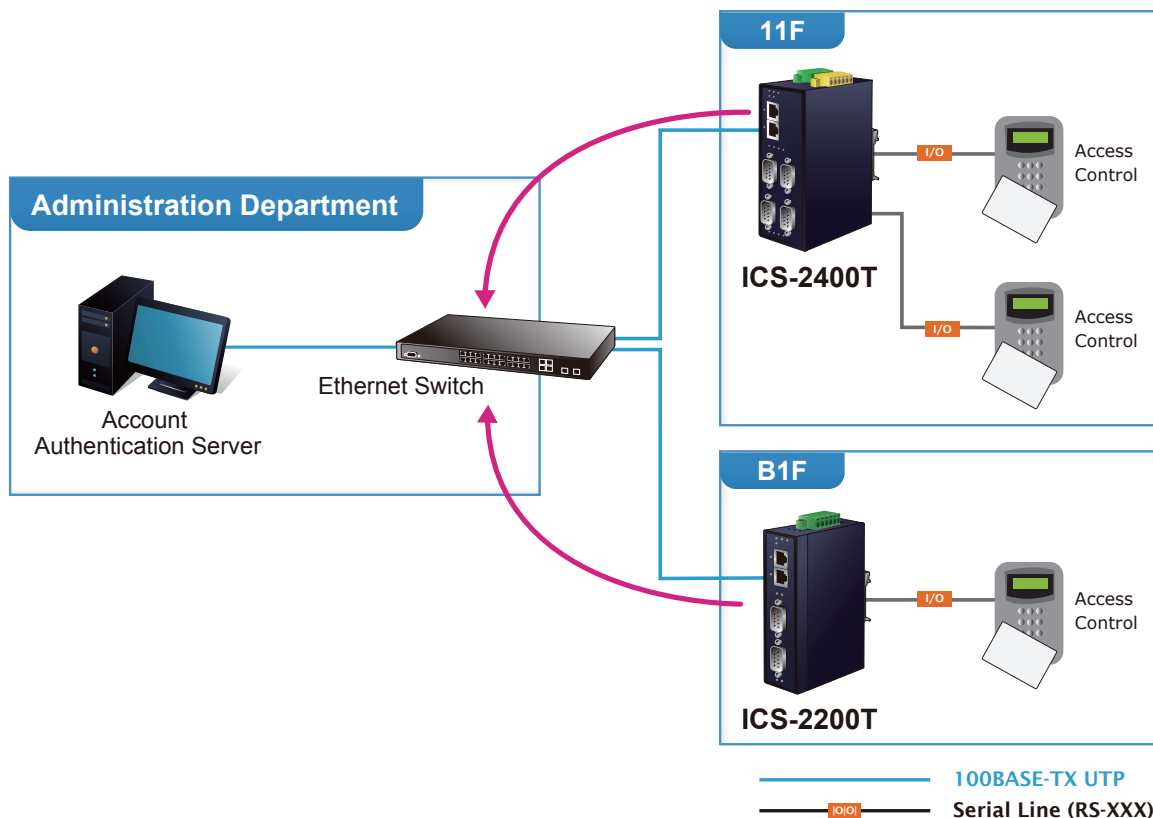 11F
I/O
Access
Control
ICS-2400T
I/O
Access
Control
Administration Department
Account
Authentication Server
Ethernet Switch
B1F
I/O
Access
Control
ICS-2200T
100BASE-TX UTP
|O|O|
Serial Line (RS-XXX)